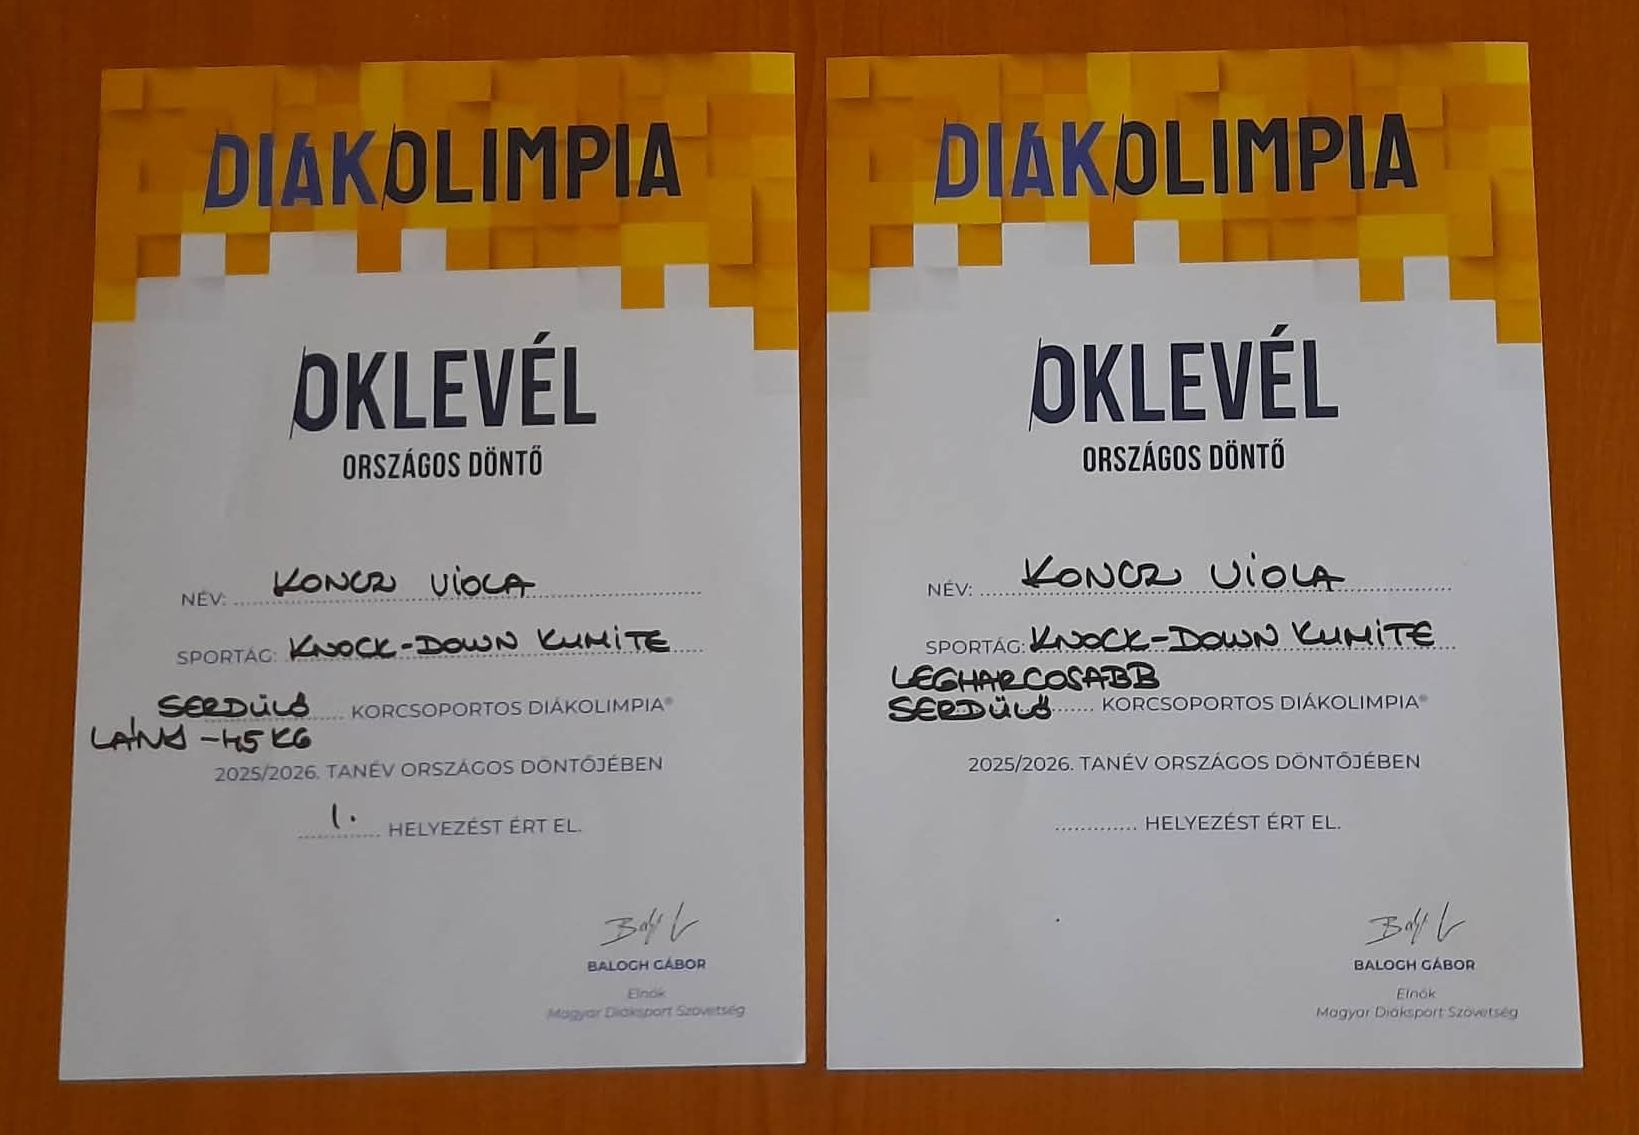 DIÁKOLIMPIA
OKLEVÉL
ORSZÁGOS DÖNTŐ
NÉV: KONCZ VIOLA
SPORTÁG: KNOCK-DOWN KUMITE
SERDÜLŐ KORCSOPORTOS DIÁKOLIMPIA®
LÁNY -45 KG
2025/2026. TANÉV ORSZÁGOS DÖNTŐJÉBEN
1. HELYEZÉST ÉRT EL.
BALOGH GÁBOR
Elnök
Magyar Diáksport Szövetség
DIÁKOLIMPIA
OKLEVÉL
ORSZÁGOS DÖNTŐ
NÉV: KONCZ VIOLA
SPORTÁG: KNOCK-DOWN KUMITE
LEGHARCOSABB
SERDÜLŐ KORCSOPORTOS DIÁKOLIMPIA®
2025/2026. TANÉV ORSZÁGOS DÖNTŐJÉBEN
HELYEZÉST ÉRT EL.
BALOGH GÁBOR
Elnök
Magyar Diáksport Szövetség